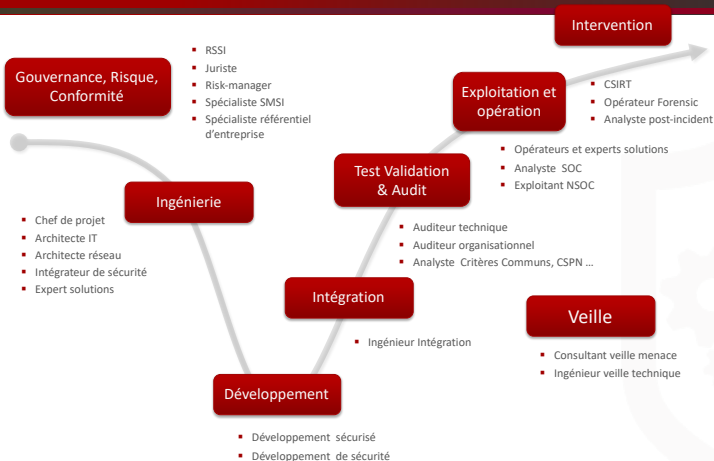 Intervention
Gouvernance, Risque,
Conformité
▪ RSSI
▪ Juriste
▪ Risk-manager
▪ Spécialiste SMSI
▪ Spécialiste référentiel
d'entreprise
Exploitation et
opération
▪ CSIRT
▪ Opérateur Forensic
▪ Analyste post-incident
▪ Opérateurs et experts solutions
▪ Analyste SOC
▪ Exploitant NSOC
Test Validation
& Audit
Ingénierie
▪ Chef de projet
▪ Architecte IT
▪ Architecte réseau
▪ Intégrateur de sécurité
▪ Expert solutions
▪ Auditeur technique
▪ Auditeur organisationnel
▪ Analyste Critères Communs, CSPN ...
Intégration
▪ Ingénieur Intégration
Veille
▪ Consultant veille menace
▪ Ingénieur veille technique
Développement
▪ Développement sécurisé
▪ Développement de sécurité